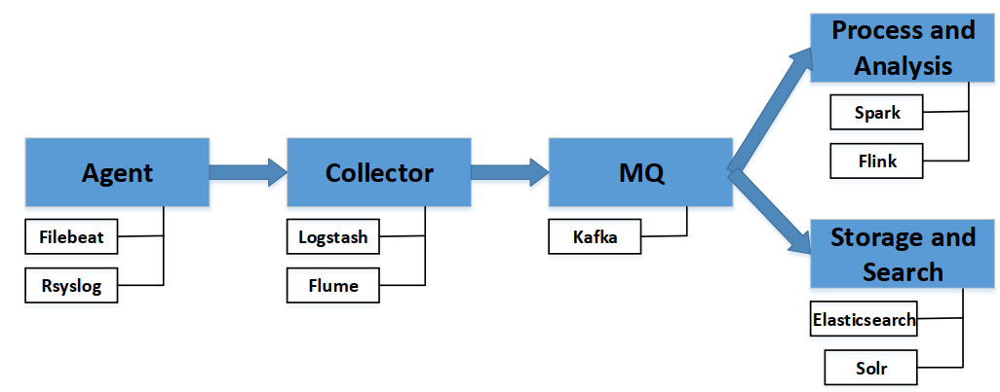 Agent
Filebeat
Rsyslog
Collector
Logstash
Flume
MQ
Kafka
Process and
Analysis
Spark
Flink
Storage and
Search
Elasticsearch
Solr